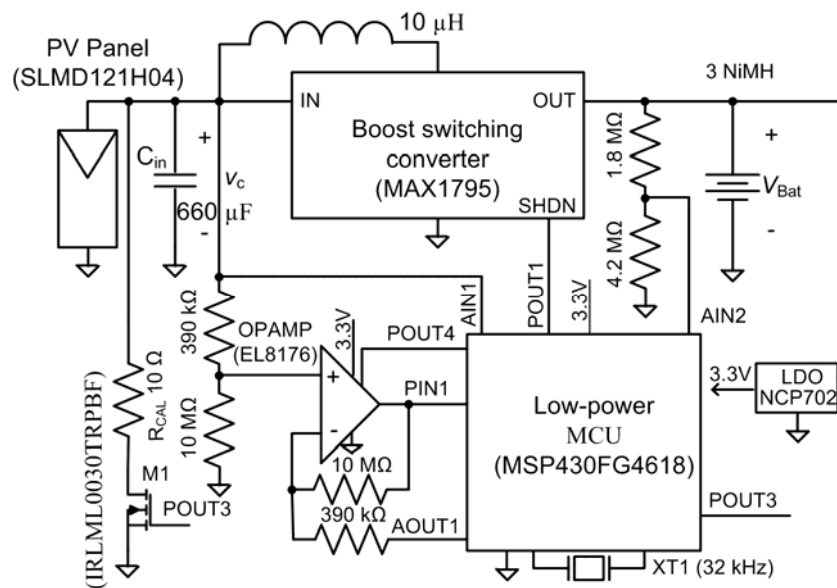 10 µH
PV Panel
(SLMD121H04)
IN
OUT
3 NiMH
Boost switching
converter
(MAX1795)
SHDN
C_in
+
v_c
660 µF
-
1.8 MΩ
4.2 MΩ
+
V_Bat
-
390 kΩ
10 MΩ
OPAMP
(EL8176)
3.3V
POUT4
AIN1
POUT1
3.3V
AIN2
+
-
PIN1
Low-power
MCU
(MSP430FG4618)
3.3V
LDO
NCP702
R_CAL 10 Ω
M1
(IRLML0030TRPBF)
POUT3
10 MΩ
390 kΩ
AOUT1
POUT3
XT1 (32 kHz)